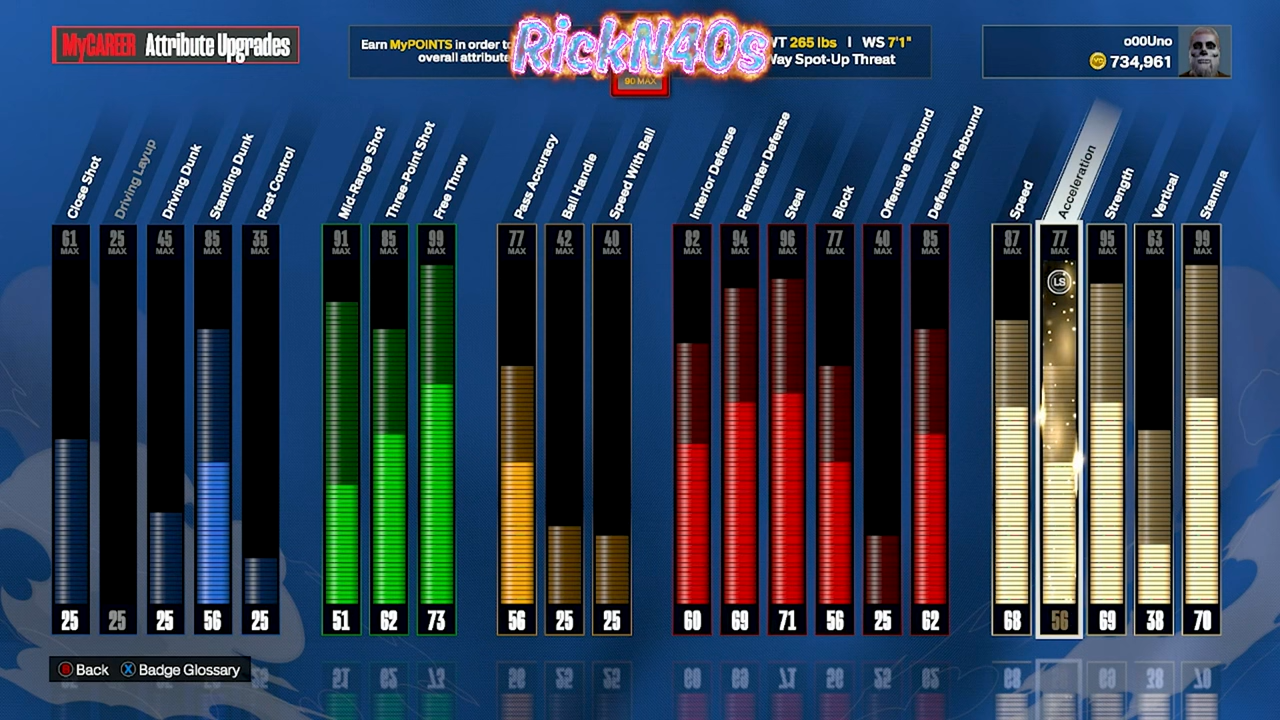 MyCAREER Attribute Upgrades
Earn MyPOINTS in order to
overall attribute
RickN40s
WT 265 lbs | WS 7'1"
Way Spot-Up Threat
90 MAX
o00Uno
VC 734,961
Close Shot Driving Layup Driving Dunk Standing Dunk Post Control Mid-Range Shot Three-Point Shot Free Throw Pass Accuracy Ball Handle Speed With Ball Interior Defense Perimeter Defense Steal Block Offensive Rebound Defensive Rebound Speed Acceleration Strength Vertical Stamina
61 25 45 85 35 91 85 99 77 42 40 82 94 96 77 40 85 87 77 95 63 99
MAX MAX MAX MAX MAX MAX MAX MAX MAX MAX MAX MAX MAX MAX MAX MAX MAX MAX MAX MAX MAX MAX
LS
25 25 25 56 25 51 62 73 56 25 25 60 69 71 56 25 62 68 56 69 38 70
B Back X Badge Glossary